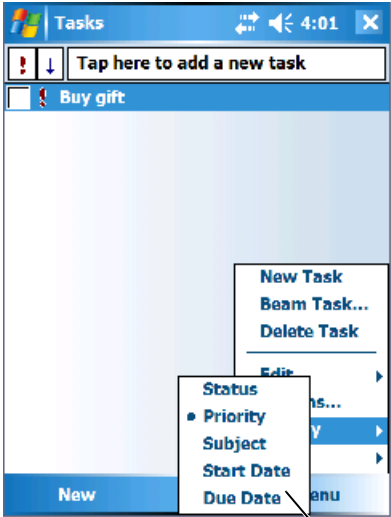 Tasks 4:01
Tap here to add a new task
Buy gift
New Task
Beam Task...
Delete Task
Edit
Status
Priority
Subject
Start Date
Due Date
New